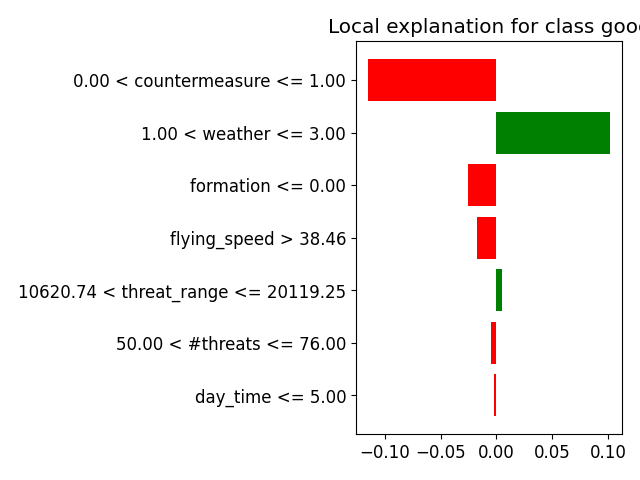 Local explanation for class good
0.00 < countermeasure <= 1.00
1.00 < weather <= 3.00
formation <= 0.00
flying_speed > 38.46
10620.74 < threat_range <= 20119.25
50.00 < #threats <= 76.00
day_time <= 5.00
−0.10 −0.05 0.00 0.05 0.10